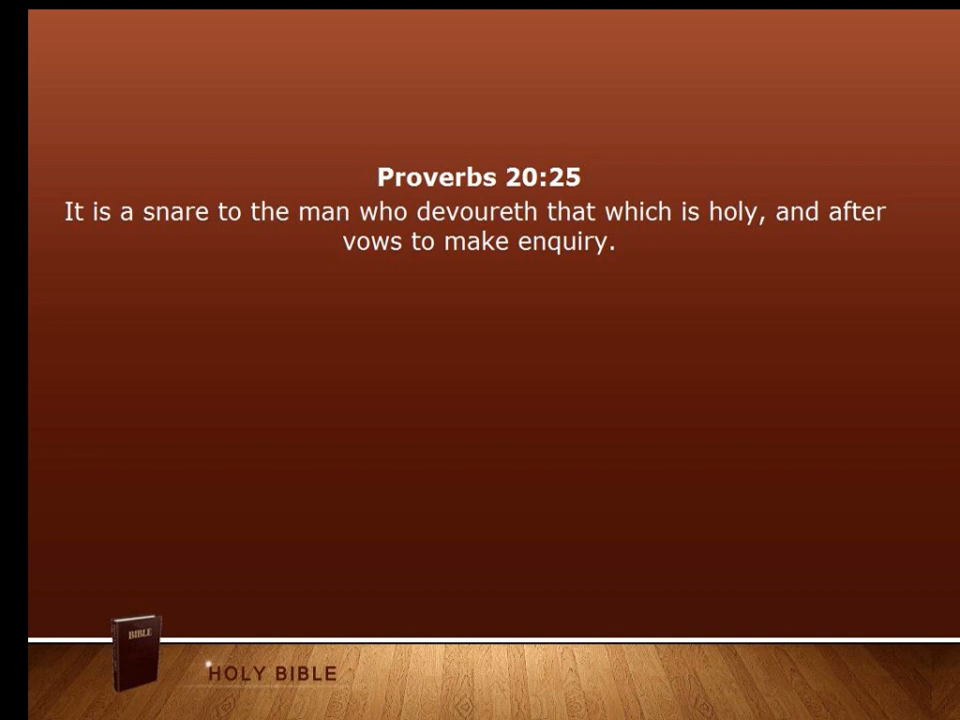 Proverbs 20:25
It is a snare to the man who devoureth that which is holy, and after
vows to make enquiry.
BIBLE
HOLY BIBLE